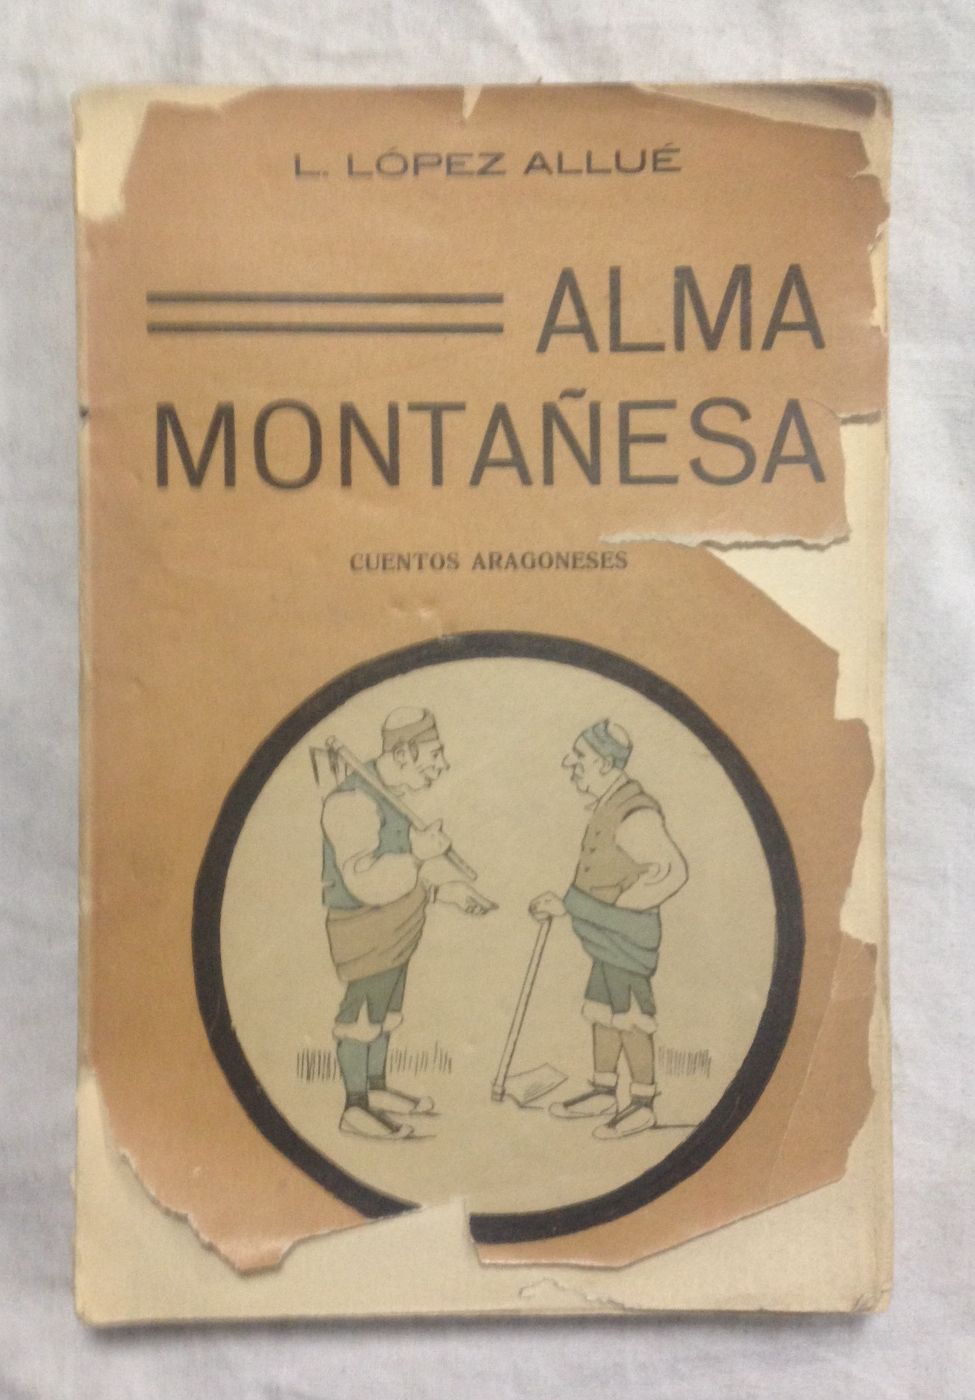 L. LÓPEZ ALLUÉ
ALMA
MONTAÑESA
CUENTOS ARAGONESES